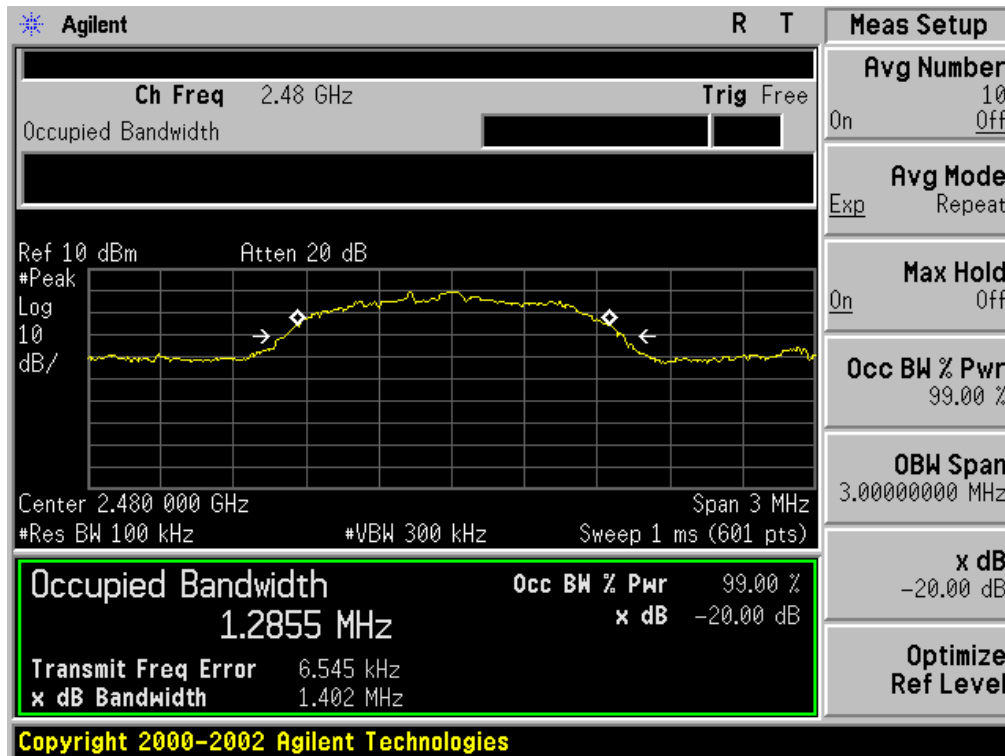 Agilent R T
Ch Freq 2.48 GHz Trig Free
Occupied Bandwidth
Ref 10 dBm Atten 20 dB
#Peak
Log
10
dB/
Center 2.480 000 GHz Span 3 MHz
#Res BW 100 kHz #VBW 300 kHz Sweep 1 ms (601 pts)
Occupied Bandwidth
1.2855 MHz
Occ BW % Pwr 99.00 %
x dB -20.00 dB
Transmit Freq Error 6.545 kHz
x dB Bandwidth 1.402 MHz
Copyright 2000-2002 Agilent Technologies
Meas Setup
Avg Number
10
On Off
Avg Mode
Exp Repeat
Max Hold
On Off
Occ BW % Pwr
99.00 %
OBW Span
3.00000000 MHz
x dB
-20.00 dB
Optimize
Ref Level